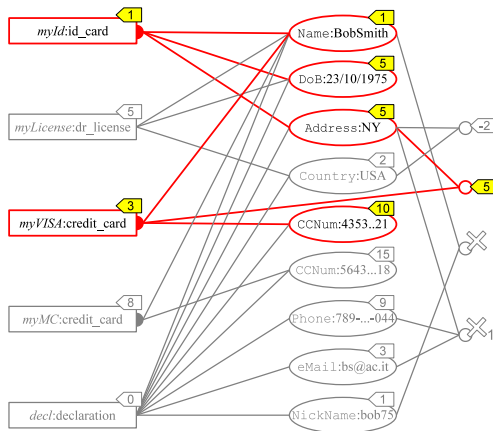 1
myId:id_card
1
Name:BobSmith
5
DoB:23/10/1975
5
myLicense:dr_license
5
Address:NY
-2
2
Country:USA
5
3
myVISA:credit_card
10
CCNum:4353..21
15
CCNum:5643...18
8
myMC:credit_card
9
Phone:789-...-044
1
3
eMail:bs@ac.it
0
decl:declaration
1
NickName:bob75